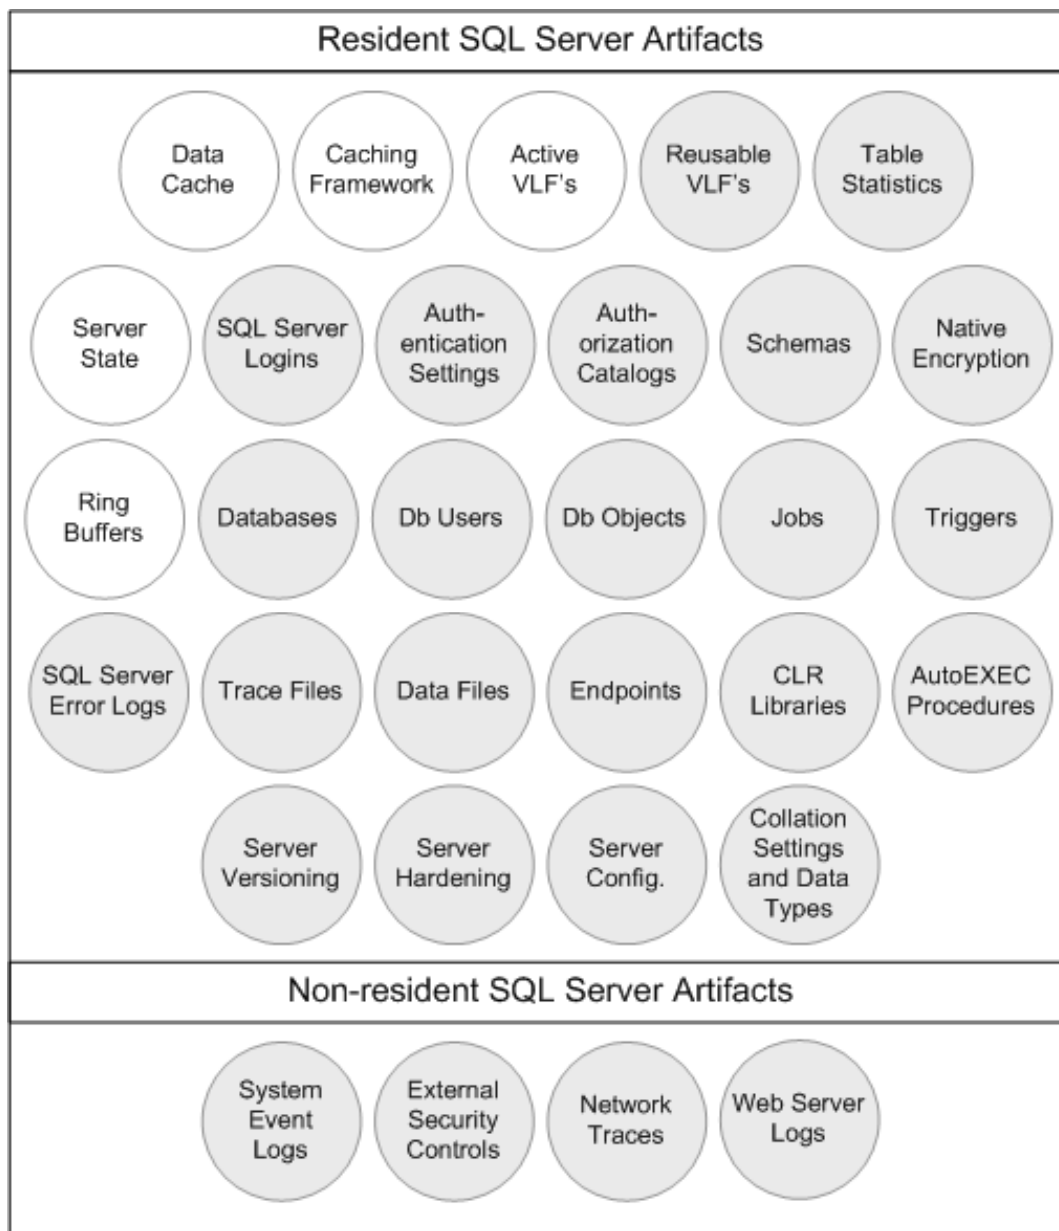 Resident SQL Server Artifacts
Data
Cache
Caching
Framework
Active
VLF's
Reusable
VLF's
Table
Statistics
Server
State
SQL Server
Logins
Auth-
entication
Settings
Auth-
orization
Catalogs
Schemas
Native
Encryption
Ring
Buffers
Databases
Db Users
Db Objects
Jobs
Triggers
SQL Server
Error Logs
Trace Files
Data Files
Endpoints
CLR
Libraries
AutoEXEC
Procedures
Server
Versioning
Server
Hardening
Server
Config.
Collation
Settings
and Data
Types
Non-resident SQL Server Artifacts
System
Event
Logs
External
Security
Controls
Network
Traces
Web Server
Logs